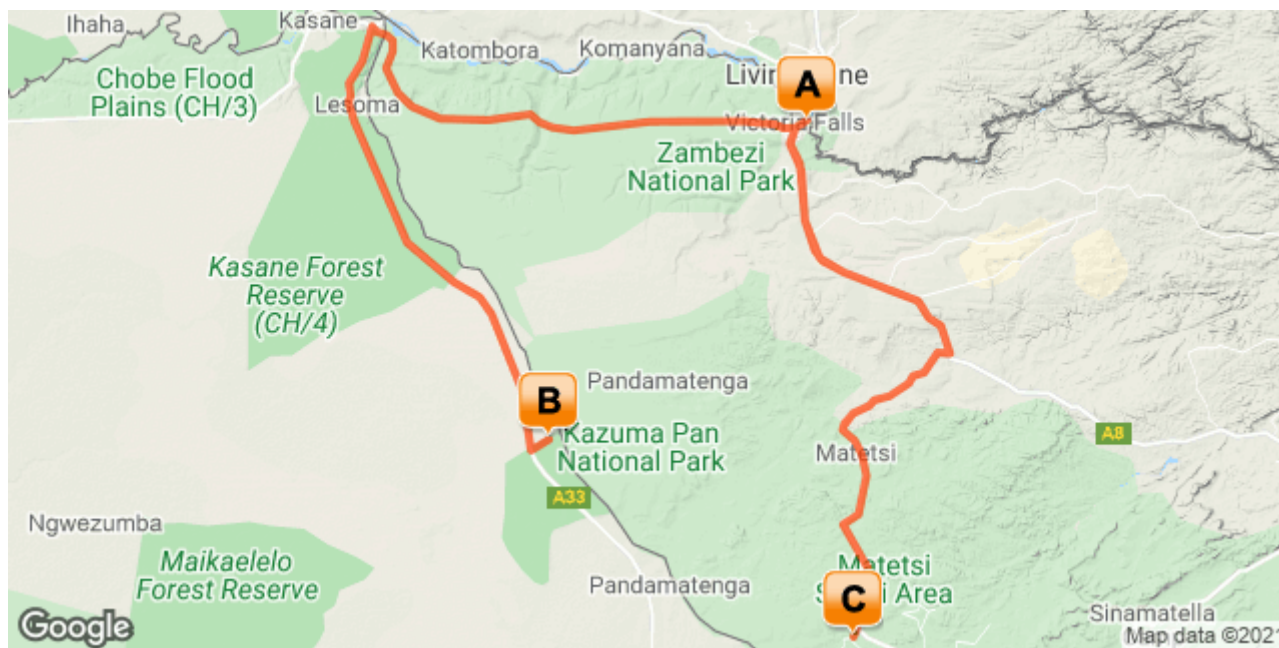 Ihaha
Kasane
Katombora
Komanyana
A
Chobe Flood
Plains (CH/3)
Lesoma
Victoria Falls
Zambezi
National Park
Kasane Forest
Reserve
(CH/4)
B
Pandamatenga
Kazuma Pan
National Park
Matetsi
A8
A33
Ngwezumba
Maikaelelo
Forest Reserve
Pandamatenga
Matetsi
Area
C
Sinamatella
Google
Map data ©2021